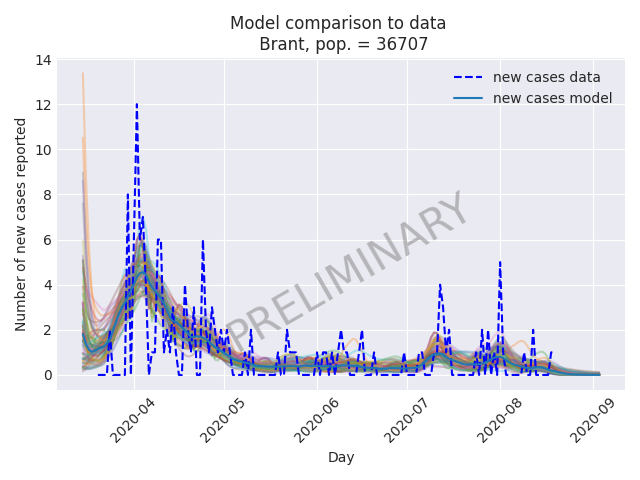 Model comparison to data
Brant, pop. = 36707
14
12
10
8
6
4
2
0
Number of new cases reported
new cases data
new cases model
PRELIMINARY
2020-04
2020-05
2020-06
2020-07
2020-08
2020-09
Day